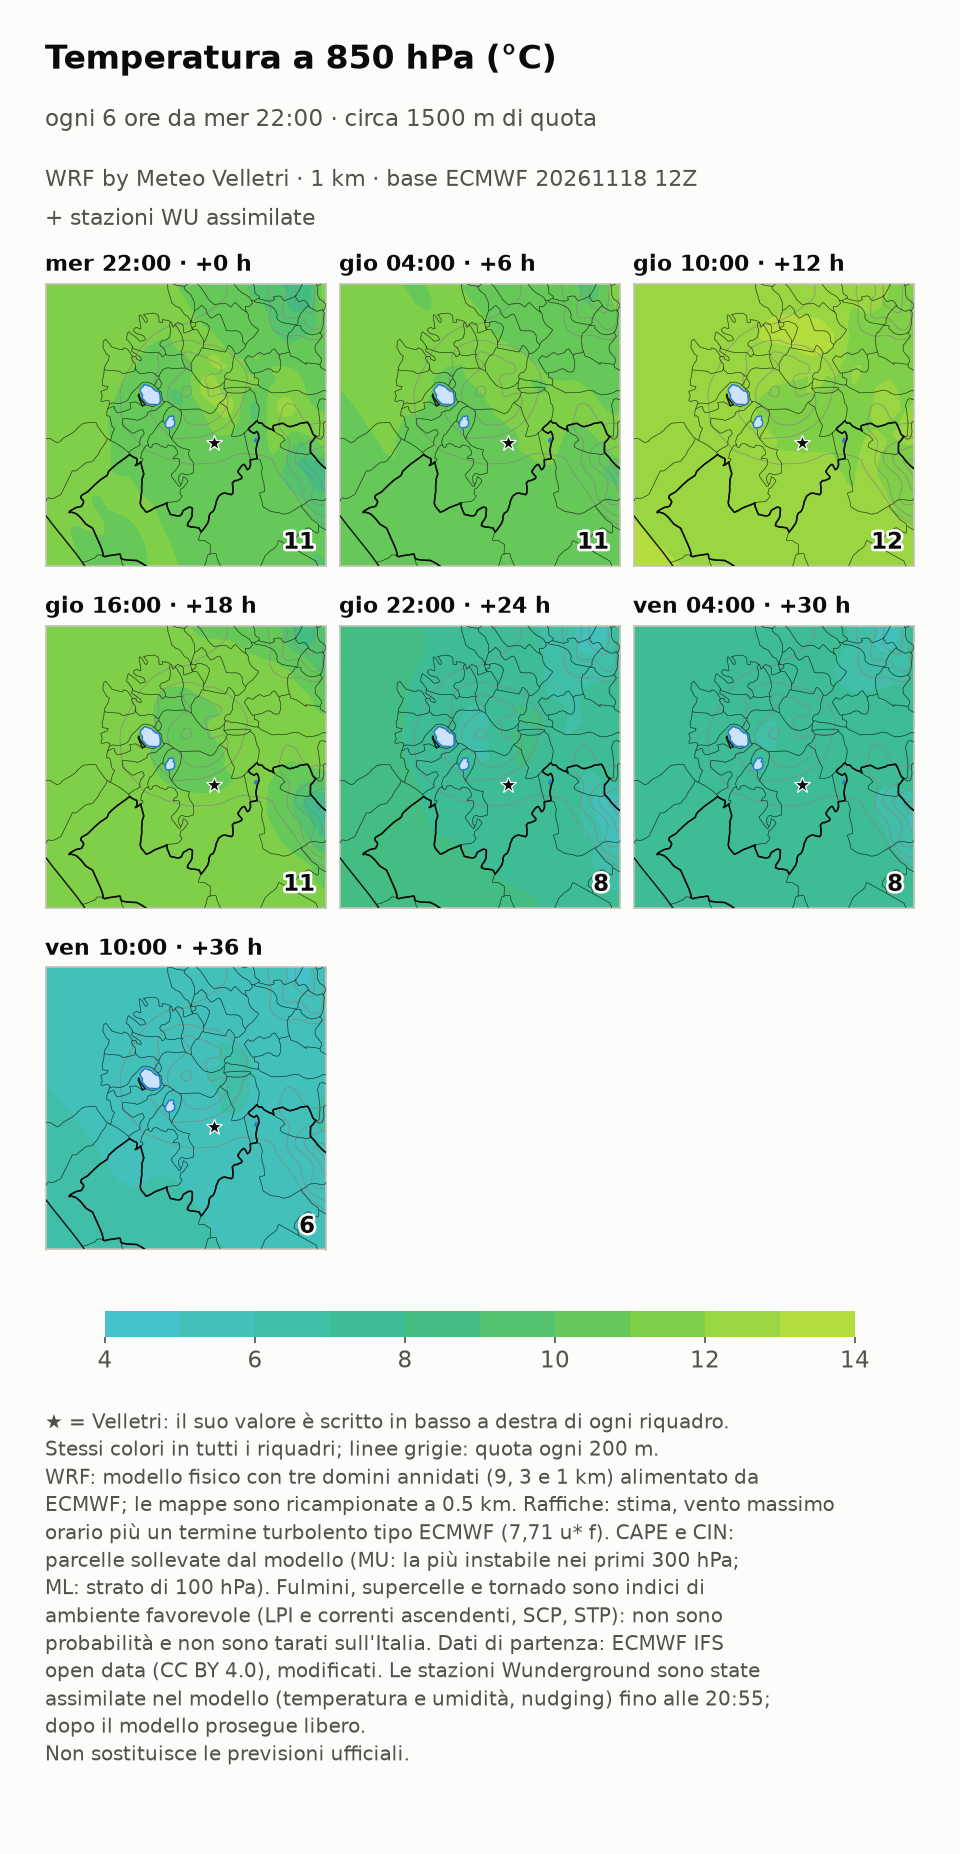 Temperatura a 850 hPa (°C)
ogni 6 ore da mer 22:00 · circa 1500 m di quota
WRF by Meteo Velletri · 1 km · base ECMWF 20261118 12Z
+ stazioni WU assimilate
mer 22:00 · +0 h
gio 04:00 · +6 h
gio 10:00 · +12 h
11
11
12
gio 16:00 · +18 h
gio 22:00 · +24 h
ven 04:00 · +30 h
11
8
8
ven 10:00 · +36 h
6
4 6 8 10 12 14
★ = Velletri: il suo valore è scritto in basso a destra di ogni riquadro.
Stessi colori in tutti i riquadri; linee grigie: quota ogni 200 m.
WRF: modello fisico con tre domini annidati (9, 3 e 1 km) alimentato da
ECMWF; le mappe sono ricampionate a 0.5 km. Raffiche: stima, vento massimo
orario più un termine turbolento tipo ECMWF (7,71 u* f). CAPE e CIN:
parcelle sollevate dal modello (MU: la più instabile nei primi 300 hPa;
ML: strato di 100 hPa). Fulmini, supercelle e tornado sono indici di
ambiente favorevole (LPI e correnti ascendenti, SCP, STP): non sono
probabilità e non sono tarati sull'Italia. Dati di partenza: ECMWF IFS
open data (CC BY 4.0), modificati. Le stazioni Wunderground sono state
assimilate nel modello (temperatura e umidità, nudging) fino alle 20:55;
dopo il modello prosegue libero.
Non sostituisce le previsioni ufficiali.